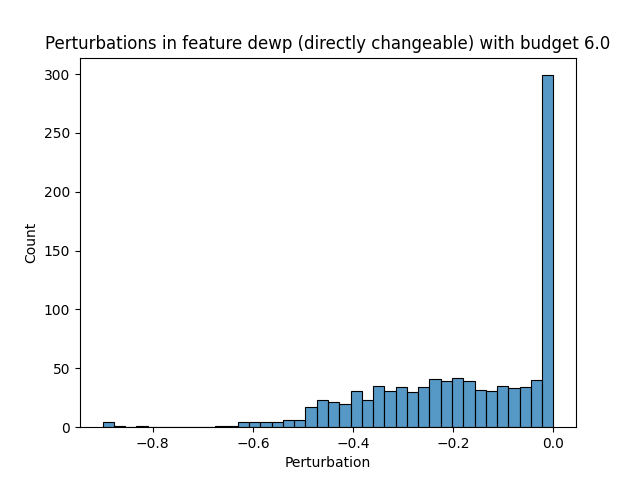 Perturbations in feature dewp (directly changeable) with budget 6.0
300
250
200
150
100
50
0
Count
−0.8 −0.6 −0.4 −0.2 0.0
Perturbation